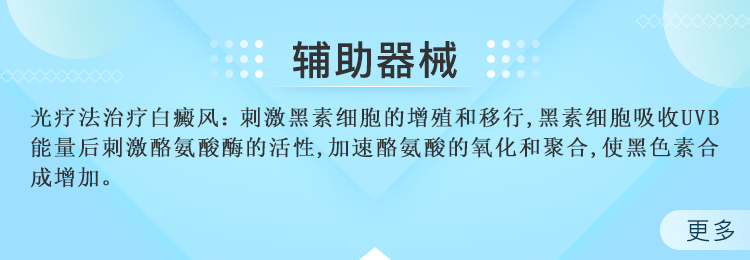 辅助器械
光疗法治疗白癜风：刺激黑素细胞的增殖和移行,黑素细胞吸收UVB
能量后刺激酪氨酸酶的活性,加速酪氨酸的氧化和聚合,使黑色素合
成增加。
更多